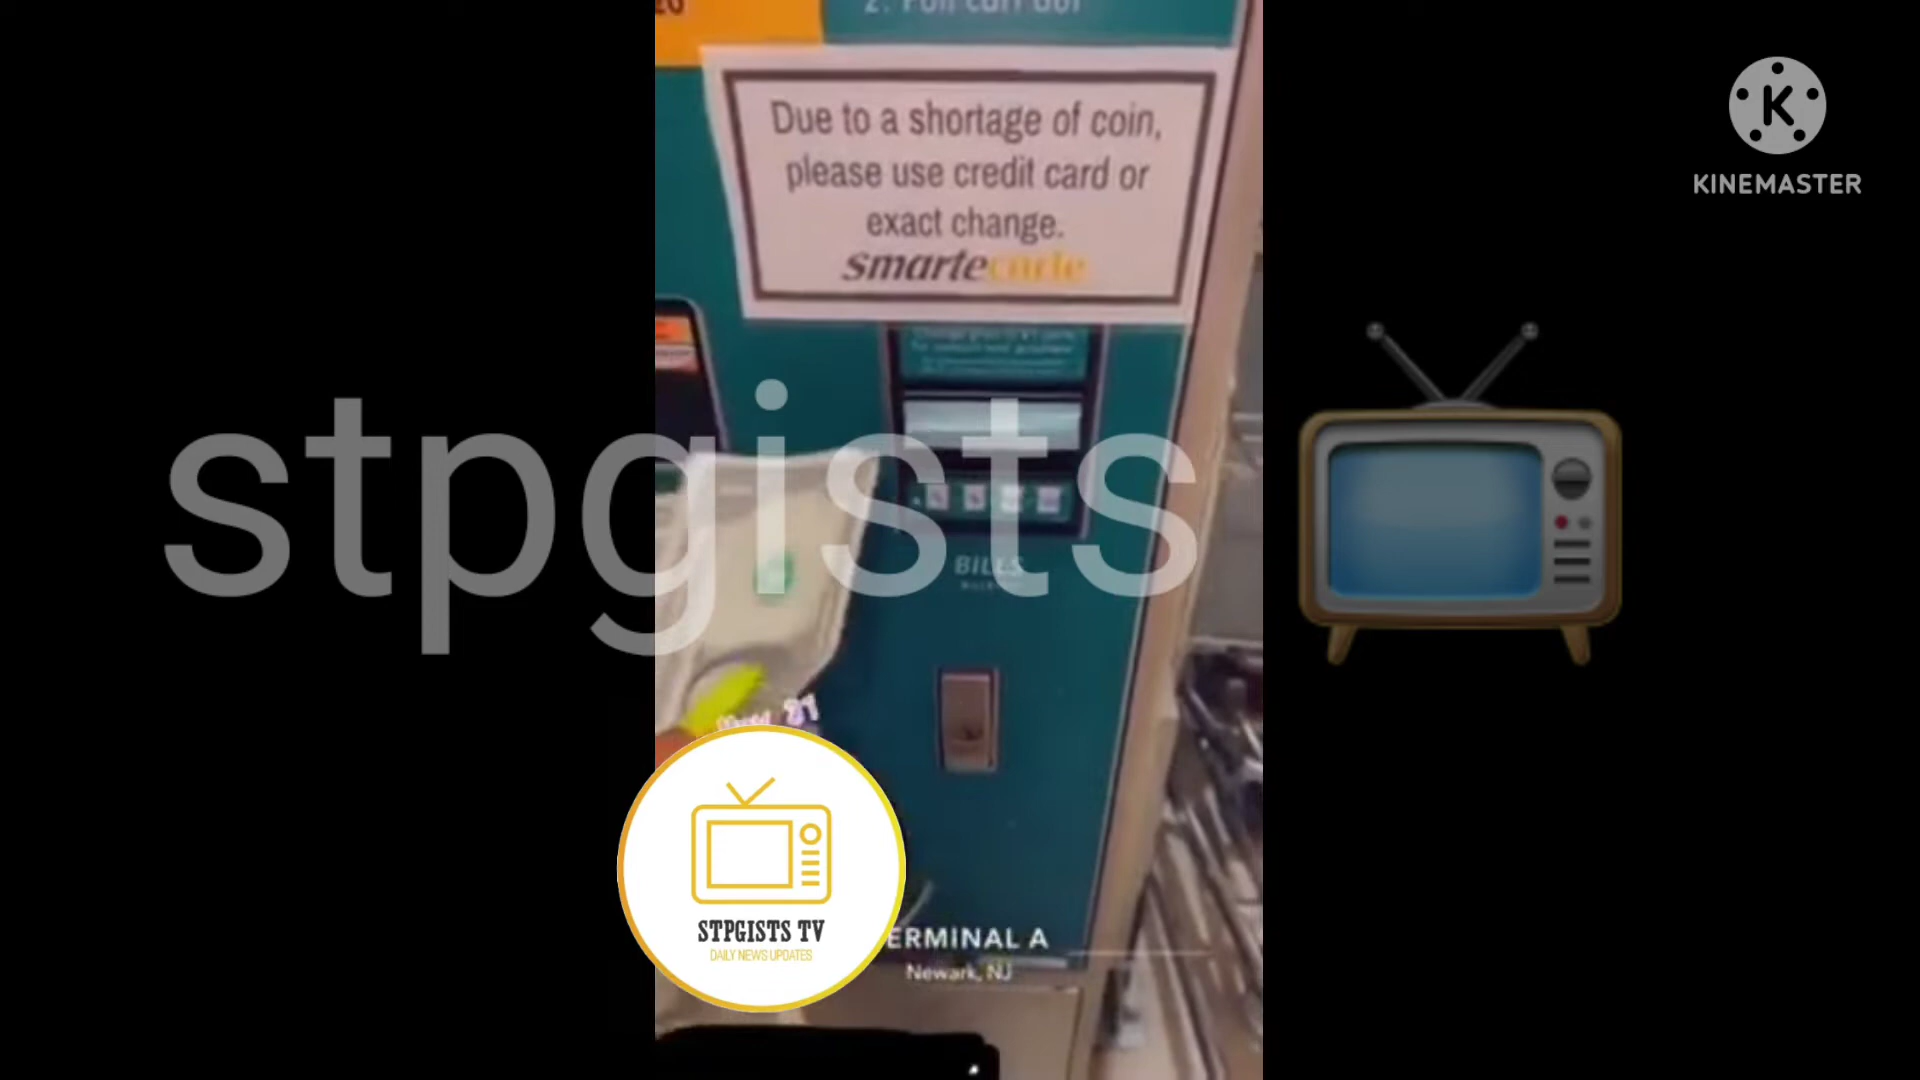 Due to a shortage of coin,
please use credit card or
exact change.
smartecarte
KINEMASTER
stpgists
BILLS
STPGISTS TV
DAILY NEWS UPDATES
ERMINAL A
Newark, NJ